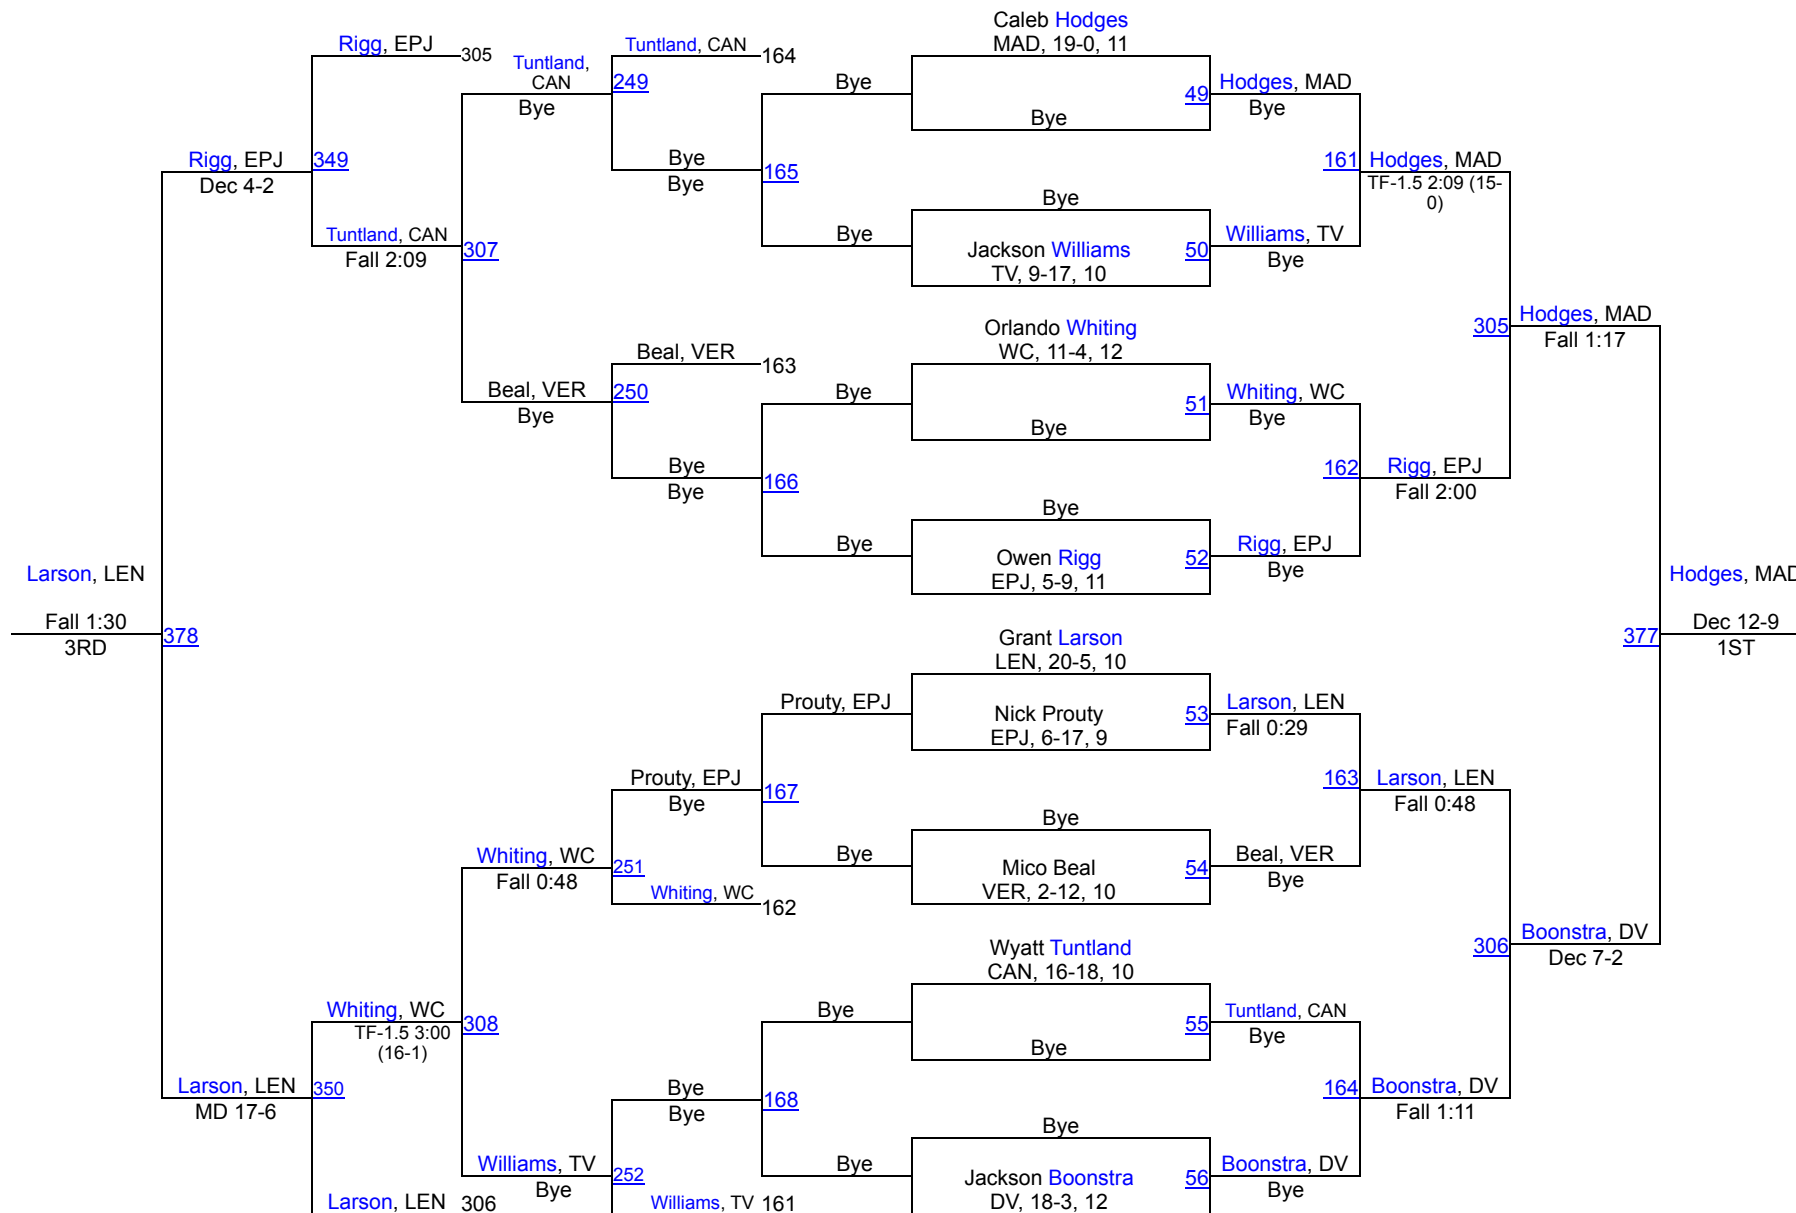 Caleb Hodges
MAD, 19-0, 11
Rigg, EPJ
305
Tuntland, CAN
164
Tuntland,
CAN
249
Bye
Bye
49
Hodges, MAD
Bye
Bye
Rigg, EPJ
349
Dec 4-2
Bye
165
Bye
161
Hodges, MAD
TF-1.5 2:09 (15-
0)
Bye
Tuntland, CAN
307
Fall 2:09
Bye
Jackson Williams
TV, 9-17, 10
50
Williams, TV
Bye
Orlando Whiting
WC, 11-4, 12
305
Hodges, MAD
Fall 1:17
Beal, VER
163
Beal, VER
250
Bye
Bye
51
Whiting, WC
Bye
Bye
Bye
166
Bye
162
Rigg, EPJ
Fall 2:00
Bye
Bye
Owen Rigg
EPJ, 5-9, 11
52
Rigg, EPJ
Bye
Larson, LEN
Fall 1:30
3RD
378
Hodges, MAD
377
Dec 12-9
1ST
Grant Larson
LEN, 20-5, 10
Prouty, EPJ
Nick Prouty
EPJ, 6-17, 9
53
Larson, LEN
Fall 0:29
Prouty, EPJ
167
Bye
163
Larson, LEN
Fall 0:48
Bye
Whiting, WC
251
Fall 0:48
Bye
Mico Beal
VER, 2-12, 10
54
Beal, VER
Bye
Whiting, WC
162
Wyatt Tuntland
CAN, 16-18, 10
306
Boonstra, DV
Dec 7-2
Whiting, WC
308
TF-1.5 3:00
(16-1)
Bye
55
Tuntland, CAN
Bye
Bye
Larson, LEN
350
MD 17-6
Bye
168
Bye
164
Boonstra, DV
Fall 1:11
Bye
Williams, TV
252
Bye
Bye
Jackson Boonstra
DV, 18-3, 12
56
Boonstra, DV
Bye
Larson, LEN
306
Williams, TV
161